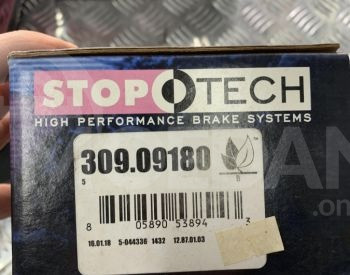 STOPTECH
HIGH PERFORMANCE BRAKE SYSTEMS
309.09180
5
8 05890 53894 3
16.01.18 5-044336 1432 12.87.01.03